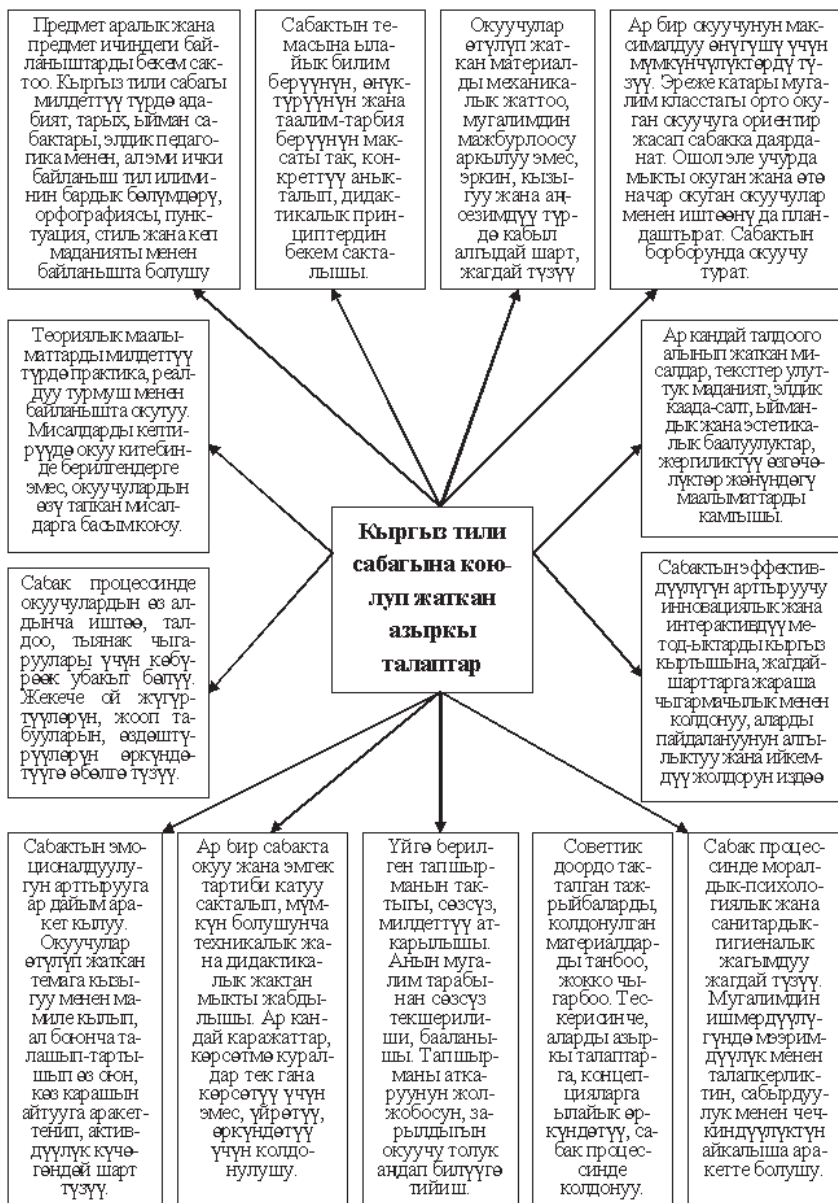 Предмет аралык жана
предмет ичиндеги бай-
ланыштарды бекем сак-
тоо. Кыргыз тили сабагы
милдеттүү түрдө ада-
бият, тарых, ыйман са-
бактары, элдик педаго-
гика менен, ал эми ички
байланыш тил илими-
нин бардык бөлүмдөрү,
орфографиясы, пунк-
туация, стиль жана кеп
маданияты менен
байланышта болушу
Сабактын те-
масына ыла-
йык билим
берүүнүн, өнүк-
түрүүнүн жана
таалим-тарбия
берүүнүн мак-
саты так, кон-
креттүү анык-
талып, дидак-
тикалык прин-
циптердин
бекем сакта-
лышы.
Окуучулар
өтүлүп жат-
кан материал-
ды механика-
лык жаттоо,
мугалимдин
мажбурлоосу
аркылуу эмес,
эркин, кызы-
гуу жана аң-
сезимдүү түр-
дө кабыл
алгыдай шарт,
жагдай түзүү
Ар бир окуучунун мак-
сималдуу өнүгүшү үчүн
мүмкүнчүлүктөрдү тү-
зүү. Эреже катары муга-
лим класстагы орто оку-
ган окуучуга ориентир
жасап сабакка даярда-
нат. Ошол эле учурда
мыкты окуган жана өтө
начар окуган окуучулар
менен иштөөнү да план-
даштырат. Сабактын
борборунда окуучу
турат.
Теориялык маалы-
маттарды милдеттүү
түрдө практика, реал-
дуу турмуш менен
байланышта окутуу.
Мисалдарды келти-
рүүдө окуу китебин-
де берилгендерге
эмес, окуучулардын
өзү тапкан мисал-
дарга басым коюу.
Ар кандай талдоого
алынып жаткан ми-
салдар, тексттер улут-
тук маданият, элдик
каада-салт, ыйман-
дык жана эстетика-
лык баалуулуктар,
жергиликтүү өзгөчө-
лүктөр жөнүндөгү
маалыматтарды
камтышы.
Кыргыз тили
сабагына кою-
луп жаткан
азыркы
талаптар
Сабак процессинде
окуучулардын өз ал-
дынча иштөө, тал-
доо, тыянак чыга-
руулары үчүн көбү-
рөөк убакыт бөлүү.
Жекече ой жүгүр-
түүлөрүн, жооп та-
бууларын, өздөштү-
рүүлөрүн өркүндө-
түүгө өбөлгө түзүү.
Сабактын эффектив-
дүүлүгүн арттыруучу
инновациялык жана
интерактивдүү ме-
тод-ыктарды кыргыз
кыртышына, жагдай-
шарттарга жараша
чыгармачылык менен
колдонуу, аларды
пайдалануунун алгы-
лыктуу жана ийкем-
дүү жолдорун издөө
Сабактын эмо-
ционалдуулу-
гун арттырууга
ар дайым ара-
кет кылуу.
Окуучулар
өтүлүп жаткан
темага кызы-
гуу менен ма-
миле кылып,
ал боюнча та-
лашып-тарты-
шып өз оюн,
көз карашын
айтууга аракет-
тенип, актив-
дүүлүк күчө-
гөндөй шарт
түзүү.
Ар бир сабакта
окуу жана эмгек
тартиби катуу
сакталып, мүм-
күн болушунча
техникалык жа-
на дидактика-
лык жактан
мыкты жабды-
лышы. Ар кан-
дай каражаттар,
көрсөтмө курал-
дар тек гана
көрсөтүү үчүн
эмес, үйрөтүү,
өркүндөтүү
үчүн колдо-
нулушу.
Үйгө берил-
ген тапшыр-
манын так-
тыгы, сөзсүз,
милдеттүү ат-
карылышы.
Анын муга-
лим тарабы-
нан сөзсүз
текшерили-
ши, бааланы-
шы. Тапшыр-
маны атка-
руунун жол-
жобосун, за-
рылдыгын
окуучу толук
аңдап билүүгө
тийиш.
Советтик
доордо так-
талган таж-
рыйбаларды,
колдонулган
материалдар-
ды танбоо,
жокко чы-
гарбоо. Тес-
керисинче,
аларды азыр-
кы талаптар-
га, концеп-
цияларга
ылайык өр-
күндөтүү, са-
бак процес-
синде
колдонуу.
Сабак процес-
синде морал-
дык-психоло-
гиялык жана
санитардык-
гигиеналык
жагымдуу
жагдай түзүү.
Мугалимдин
ишмердүүлү-
гүндө мээрим-
дүүлүк менен
талапкерлик-
тин, сабырдуу-
лук менен чеч-
киндүүлүктүн
айкалыша ара-
кетте болушу.